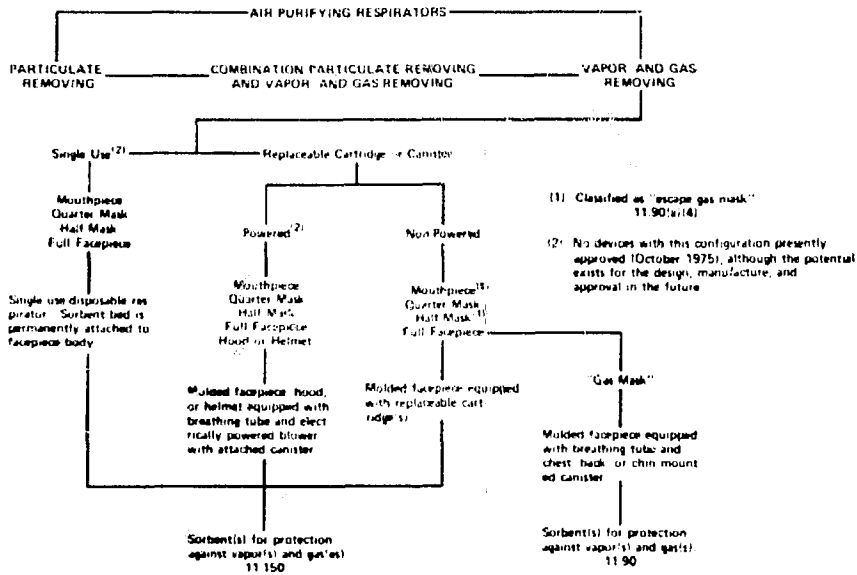 AIR PURIFYING RESPIRATORS
PARTICULATE
REMOVING
COMBINATION PARTICULATE REMOVING
AND VAPOR AND GAS REMOVING
VAPOR AND GAS
REMOVING
Single Use(2)
Replaceable Cartridge or Canister
Mouthpiece
Quarter Mask
Half Mask
Full Facepiece
Powered(2)
Non Powered
(1) Classified as "escape gas mask"
11.90(a)(4)
(2) No devices with this configuration presently
approved (October 1975), although the potential
exists for the design, manufacture, and
approval in the future
Single use disposable res
pirator Sorbent bed is
permanently attached to
facepiece body
Mouthpiece
Quarter Mask
Half Mask
Full Facepiece
Hood or Helmet
Mouthpiece(1)
Quarter Mask
Half Mask(1)
Full Facepiece
"Gas Mask"
Molded facepiece, hood,
or helmet equipped with
breathing tube and elect
rically powered blower
with attached canister
Molded facepiece equipped
with replaceable cart
ridge(s)
Molded facepiece equipped
with breathing tube and
chest back or chin mount
ed canister
Sorbent(s) for protection
against vapor(s) and gas(es)
11.150
Sorbent(s) for protection
against vapor(s) and gas(s).
11.90